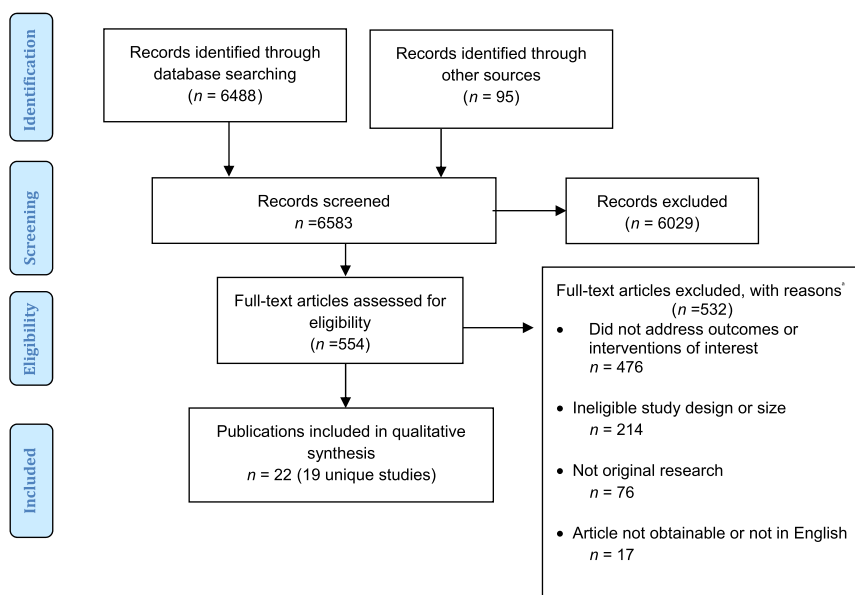 Identification
Records identified through
database searching
(n = 6488)
Records identified through
other sources
(n = 95)
Screening
Records screened
n =6583
Records excluded
(n = 6029)
Eligibility
Full-text articles assessed for
eligibility
(n =554)
Full-text articles excluded, with reasons
(n =532)
• Did not address outcomes or
interventions of interest
n = 476
• Ineligible study design or size
n = 214
• Not original research
n = 76
• Article not obtainable or not in English
n = 17
Included
Publications included in qualitative
synthesis
n = 22 (19 unique studies)